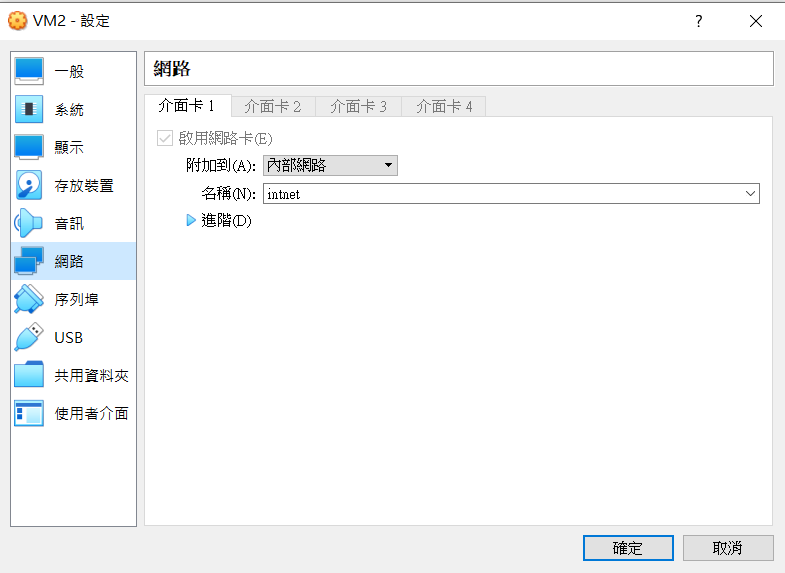 VM2 - 設定
?
一般
系統
顯示
存放裝置
音訊
網路
序列埠
USB
共用資料夾
使用者介面
網路
介面卡 1
介面卡 2
介面卡 3
介面卡 4
啟用網路卡(E)
附加到(A): 內部網路
名稱(N): intnet
進階(D)
確定
取消